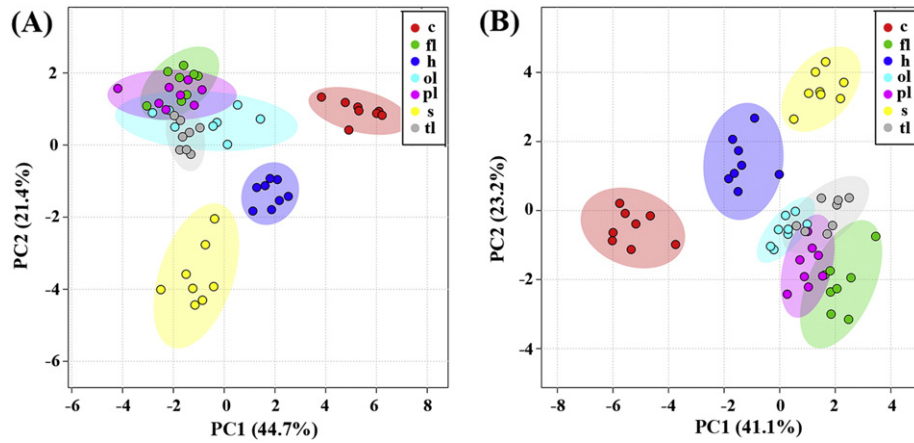 (A)
c
fl
h
ol
pl
s
tl
2
0
-2
-4
-6
PC2 (21.4%)
-6 -4 -2 0 2 4 6 8
PC1 (44.7%)
(B)
c
fl
h
ol
pl
s
tl
4
2
0
-2
-4
PC2 (23.2%)
-6 -4 -2 0 2 4
PC1 (41.1%)